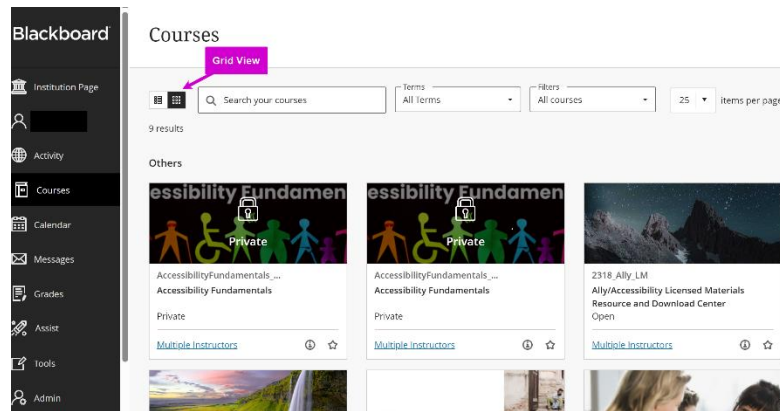 Blackboard
Institution Page
Activity
Courses
Calendar
Messages
Grades
Assist
Tools
Admin
Courses
Grid View
Search your courses
Terms
All Terms
Filters
All courses
25 items per page
9 results
Others
essibility Fundamen
Private
AccessibilityFundamentals_...
Accessibility Fundamentals
Private
Multiple Instructors
essibility Fundamen
Private
AccessibilityFundamentals_...
Accessibility Fundamentals
Private
Multiple Instructors
2318_Ally_LM
Ally/Accessibility Licensed Materials
Resource and Download Center
Open
Multiple Instructors